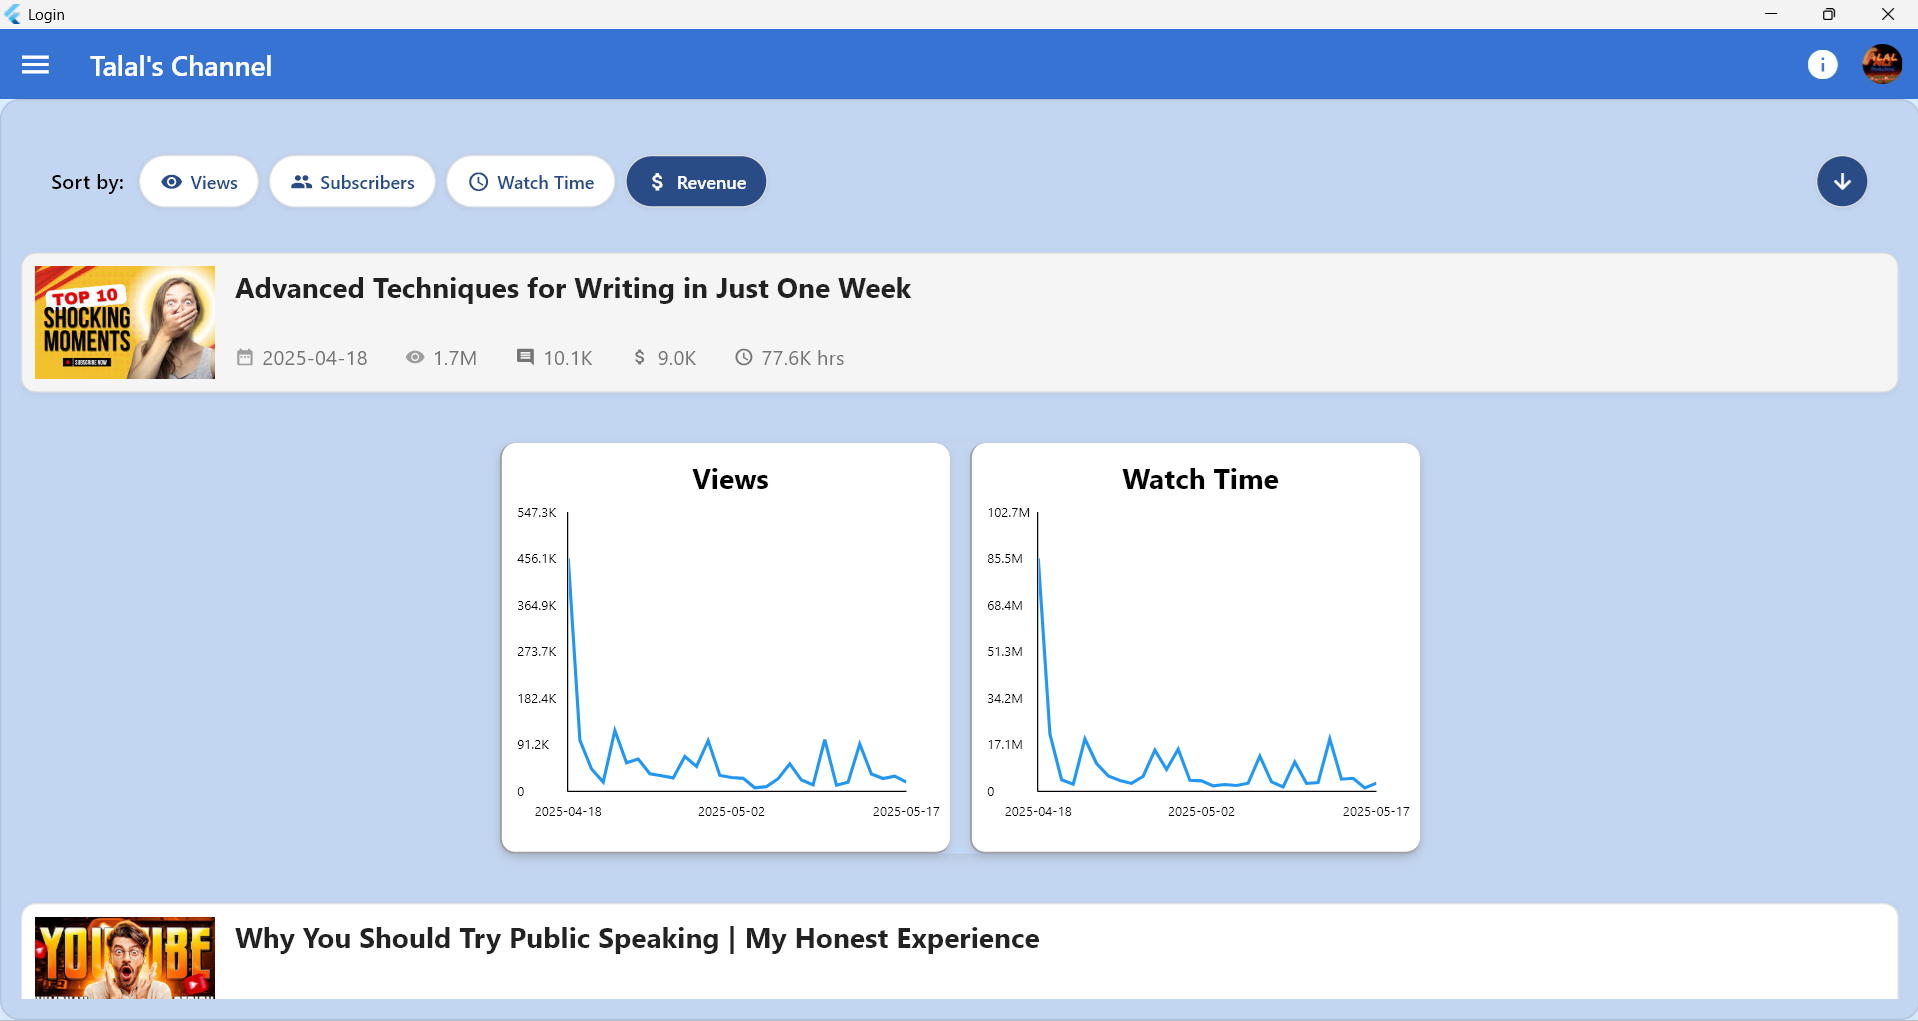 Login
Talal's Channel
Sort by:
Views
Subscribers
Watch Time
Revenue
TOP 10
SHOCKING
MOMENTS
SUBSCRIBE NOW
Advanced Techniques for Writing in Just One Week
2025-04-18 1.7M 10.1K $ 9.0K 77.6K hrs
Views
547.3K
456.1K
364.9K
273.7K
182.4K
91.2K
0
2025-04-18 2025-05-02 2025-05-17
Watch Time
102.7M
85.5M
68.4M
51.3M
34.2M
17.1M
0
2025-04-18 2025-05-02 2025-05-17
YOUTUBE
Why You Should Try Public Speaking | My Honest Experience